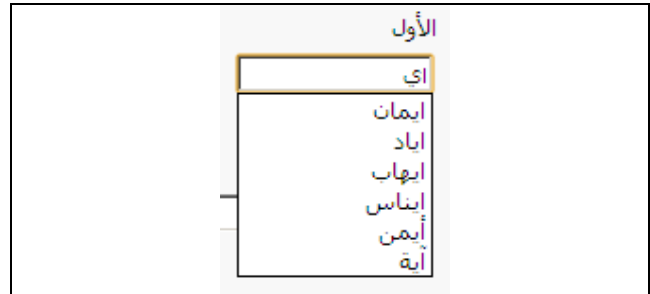 الأول
اي
ايمان
اياد
ايهاب
ايناس
أيمن
آية